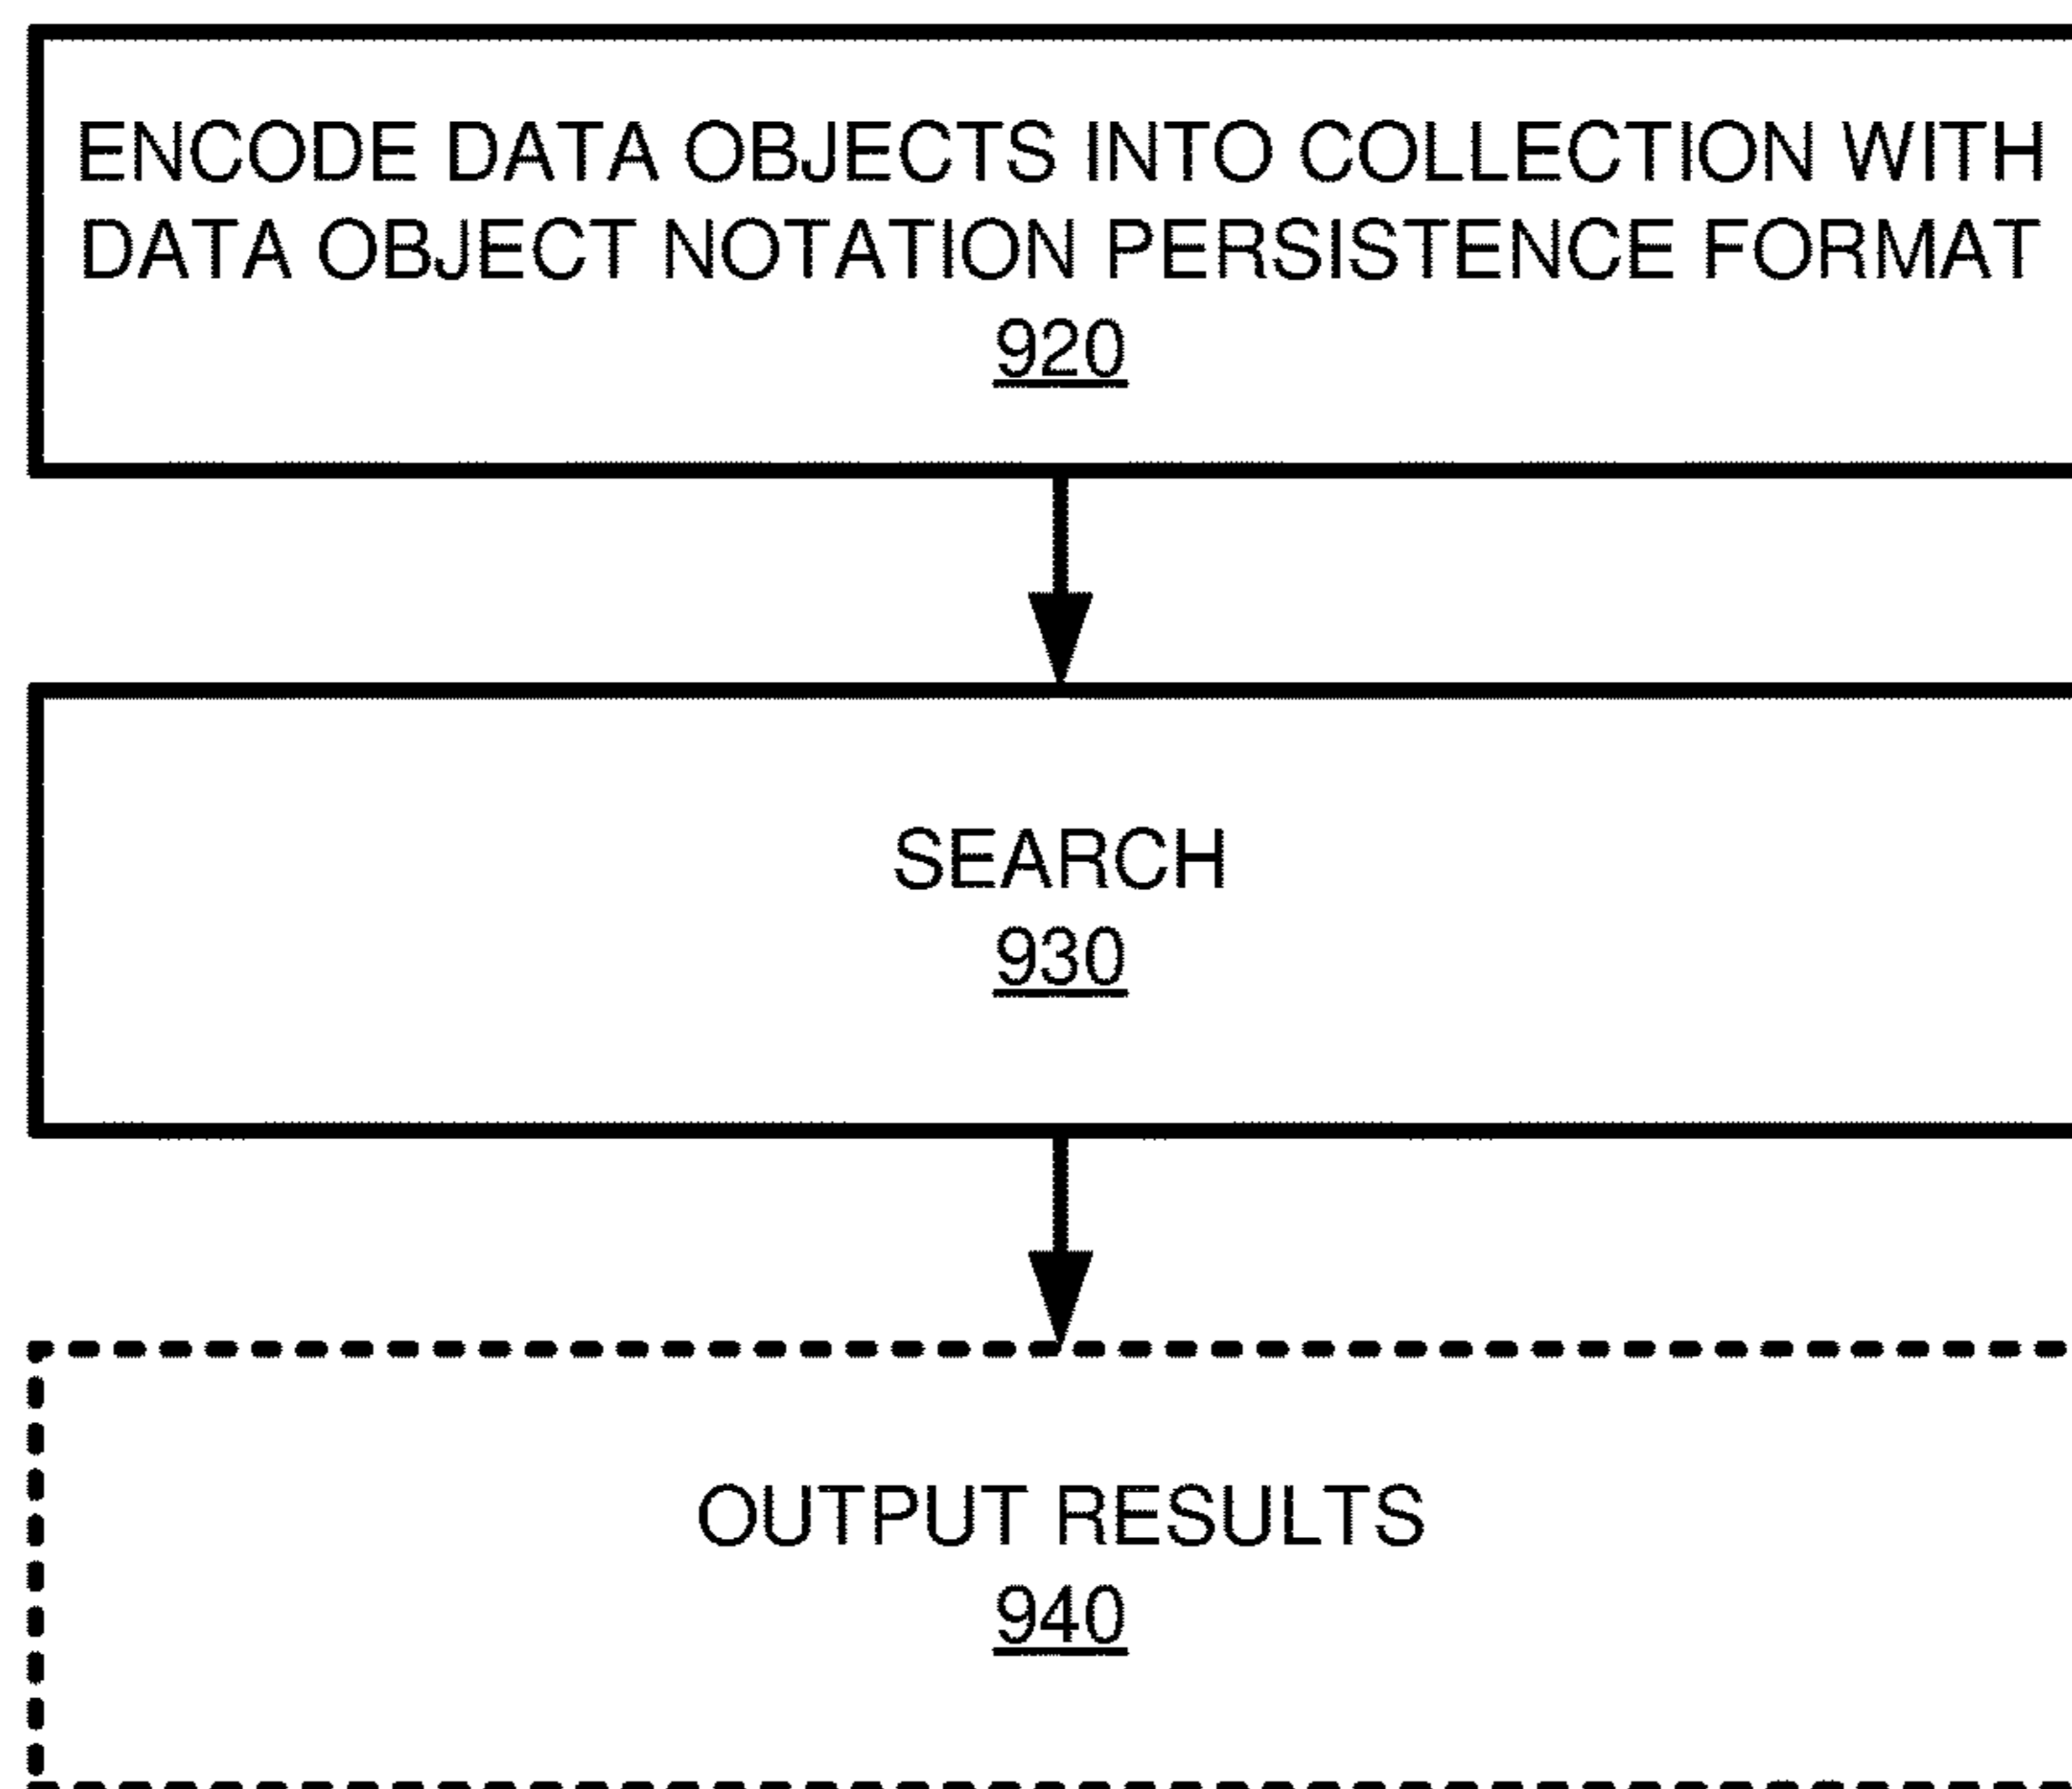 ENCODE DATA OBJECTS INTO COLLECTION WITH
DATA OBJECT NOTATION PERSISTENCE FORMAT
920
SEARCH
930
OUTPUT RESULTS
940